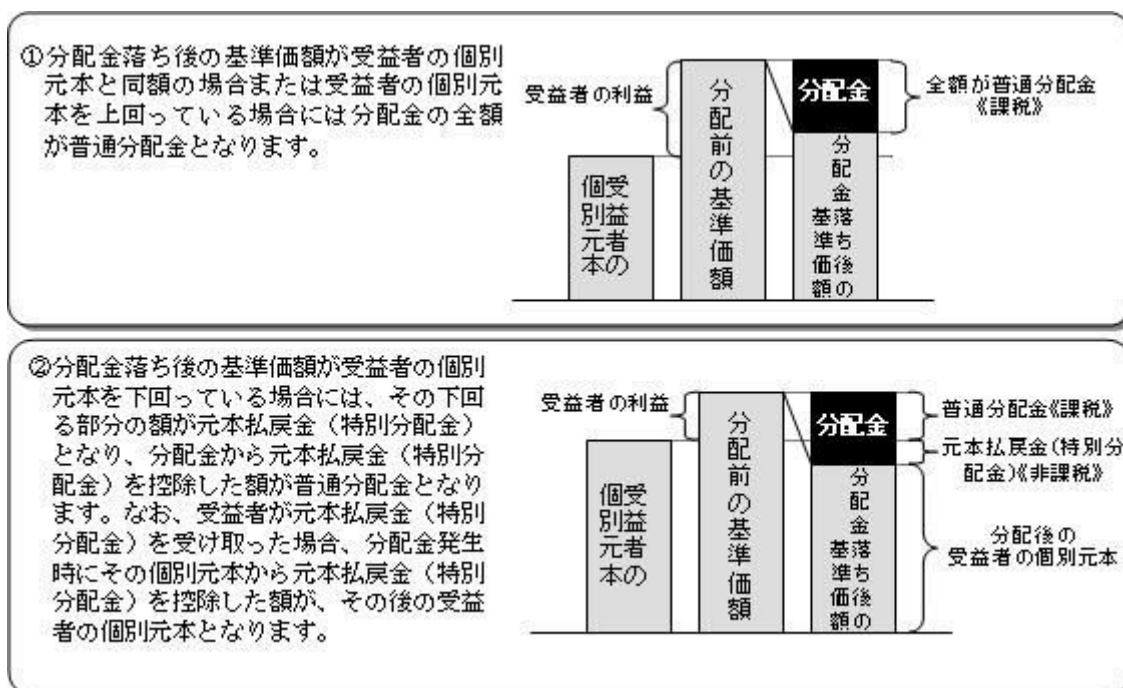 ①分配金落ち後の基準価額が受益者の個別
元本と同額の場合または受益者の個別元
本を上回っている場合には分配金の全額
が普通分配金となります。
受益者の利益
受益者の
個別元本
分配前の基準価額
分配金
分配金落ち後の
基準価額
全額が普通分配金
《課税》
②分配金落ち後の基準価額が受益者の個別
元本を下回っている場合には、その下回
る部分の額が元本払戻金（特別分配金）
となり、分配金から元本払戻金（特別分
配金）を控除した額が普通分配金となり
ます。なお、受益者が元本払戻金（特別
分配金）を受け取った場合、分配金発生
時にその個別元本から元本払戻金（特別
分配金）を控除した額が、その後の受益
者の個別元本となります。
受益者の利益
受益者の
個別元本
分配前の基準価額
分配金
分配金落ち後の
基準価額
普通分配金《課税》
元本払戻金(特別分
配金)《非課税》
分配後の
受益者の個別元本